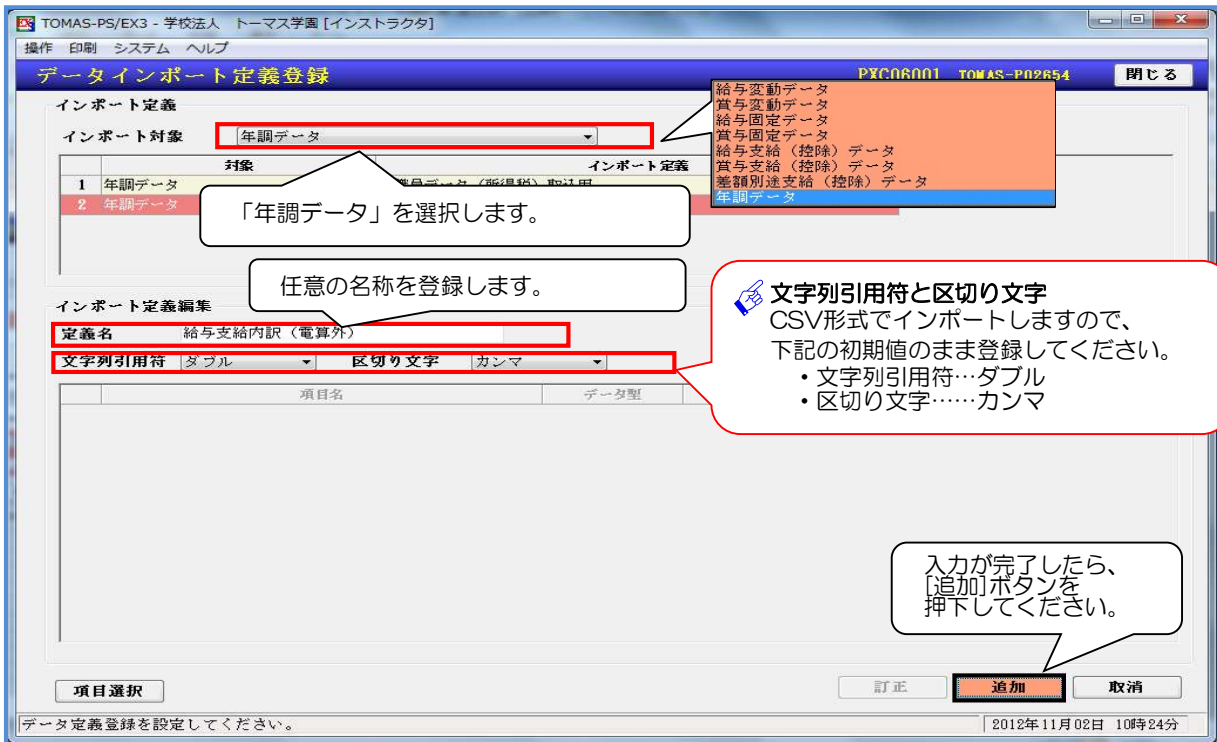 TOMAS-PS/EX3 - 学校法人 トーマス学園 [インストラクタ]
操作 印刷 システム ヘルプ
データインポート定義登録 PXC06001 TOMAS-P02654 閉じる
インポート定義
インポート対象 年調データ
給与変動データ
賞与変動データ
給与固定データ
賞与固定データ
給与支給（控除）データ
賞与支給（控除）データ
差額別途支給（控除）データ
年調データ
対象 インポート定義
1 年調データ データ（所得税）取込用
2 年調データ
「年調データ」を選択します。
任意の名称を登録します。
インポート定義編集
定義名 給与支給内訳（電算外）
文字列引用符 ダブル 区切り文字 カンマ
項目名 データ型
文字列引用符と区切り文字
CSV形式でインポートしますので、
下記の初期値のまま登録してください。
・文字列引用符…ダブル
・区切り文字……カンマ
入力が完了したら、
[追加]ボタンを
押下してください。
項目選択 訂正 追加 取消
データ定義登録を設定してください。 2012年11月02日 10時24分